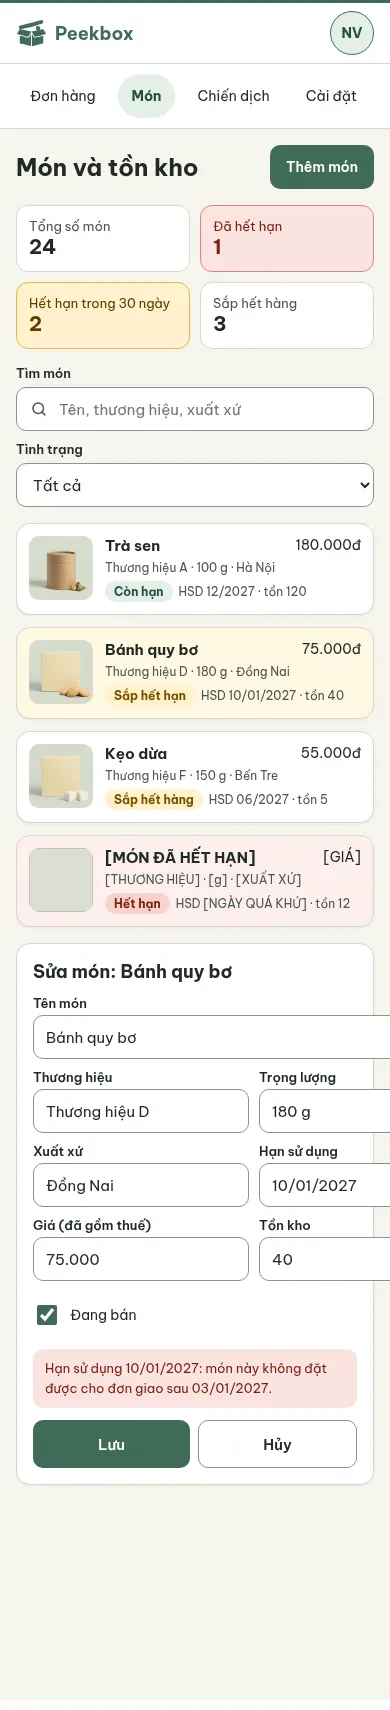 Peekbox
NV
Đơn hàng
Món
Chiến dịch
Cài đặt
Món và tồn kho
Thêm món
Tổng số món
24
Đã hết hạn
1
Hết hạn trong 30 ngày
2
Sắp hết hàng
3
Tìm món
Tên, thương hiệu, xuất xứ
Tình trạng
Tất cả
Trà sen
180.000đ
Thương hiệu A · 100 g · Hà Nội
Còn hạn HSD 12/2027 · tồn 120
Bánh quy bơ
75.000đ
Thương hiệu D · 180 g · Đồng Nai
Sắp hết hạn HSD 10/01/2027 · tồn 40
Kẹo dừa
55.000đ
Thương hiệu F · 150 g · Bến Tre
Sắp hết hàng HSD 06/2027 · tồn 5
[MÓN ĐÃ HẾT HẠN]
[GIÁ]
[THƯƠNG HIỆU] · [g] · [XUẤT XỨ]
Hết hạn HSD [NGÀY QUÁ KHỨ] · tồn 12
Sửa món: Bánh quy bơ
Tên món
Bánh quy bơ
Thương hiệu
Trọng lượng
Thương hiệu D
180 g
Xuất xứ
Hạn sử dụng
Đồng Nai
10/01/2027
Giá (đã gồm thuế)
Tồn kho
75.000
40
Đang bán
Hạn sử dụng 10/01/2027: món này không đặt
được cho đơn giao sau 03/01/2027.
Lưu
Hủy